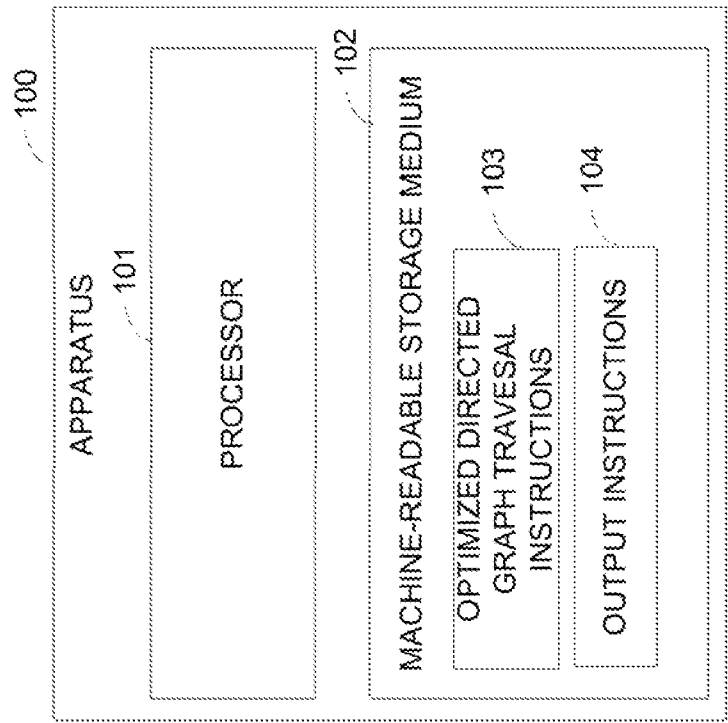 100
APPARATUS
101
PROCESSOR
102
MACHINE-READABLE STORAGE MEDIUM
103
OPTIMIZED DIRECTED
GRAPH TRAVESAL
INSTRUCTIONS
104
OUTPUT INSTRUCTIONS